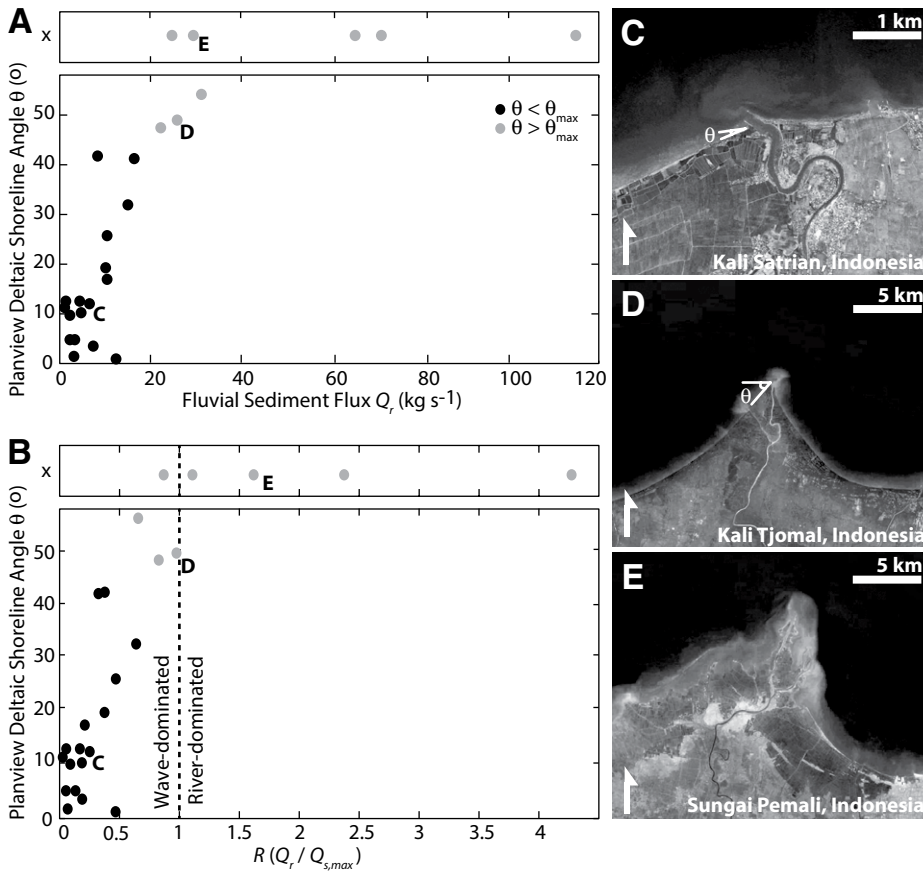 A
x
E
Planview Deltaic Shoreline Angle θ (o)
50
40
30
20
10
0
θ < θmax
θ > θmax
D
C
0 20 40 60 80 100 120
Fluvial Sediment Flux Qr (kg s-1)
B
x
E
Planview Deltaic Shoreline Angle θ (o)
50
40
30
20
10
0
D
C
Wave-dominated
River-dominated
0 0.5 1 1.5 2 2.5 3 3.5 4
R (Qr / Qs,max)
C
1 km
θ
Kali Satrian, Indonesia
D
5 km
θ
Kali Tjomal, Indonesia
E
5 km
Sungai Pemali, Indonesia